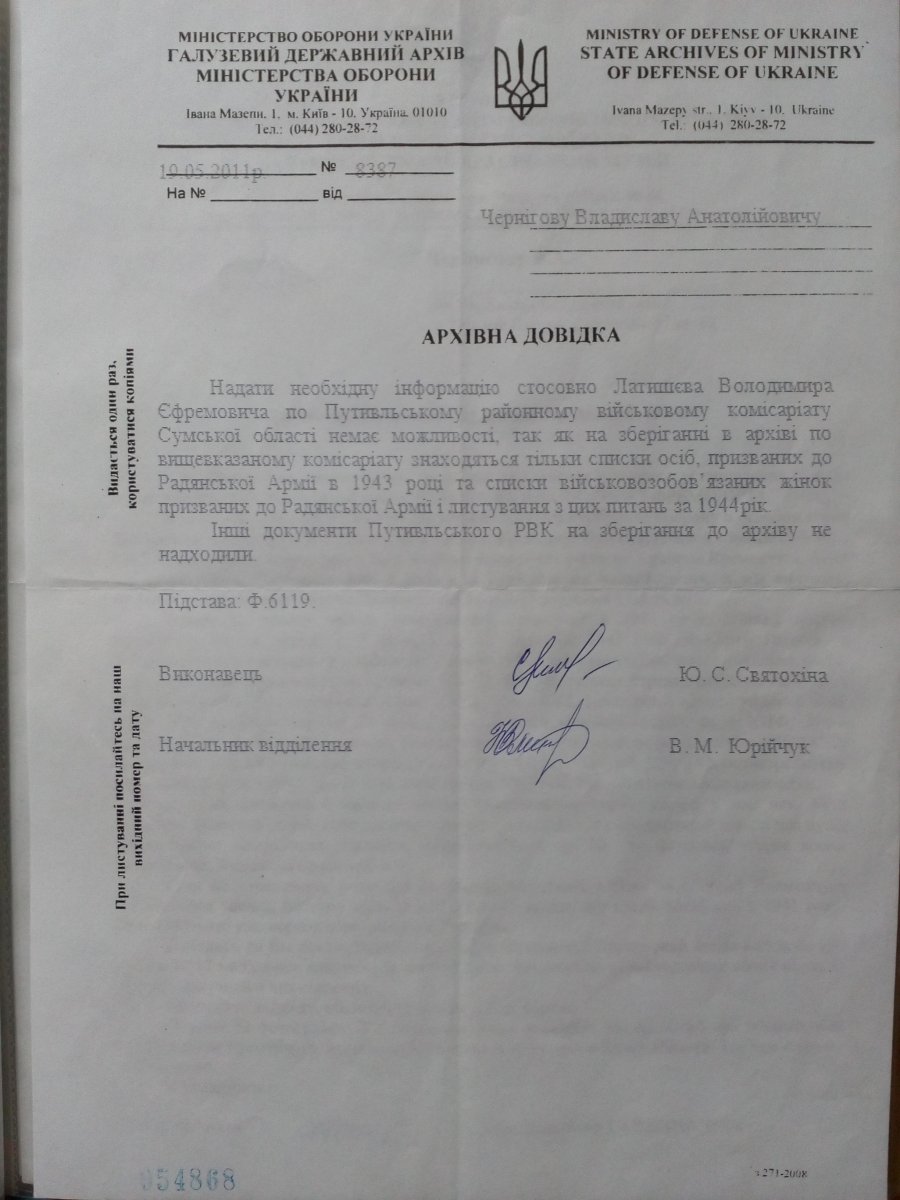 МІНІСТЕРСТВО ОБОРОНИ УКРАЇНИ
ГАЛУЗЕВИЙ ДЕРЖАВНИЙ АРХІВ
МІНІСТЕРСТВА ОБОРОНИ
УКРАЇНИ
Івана Мазепи, 1, м. Київ - 10, Україна, 01010
Тел.: (044) 280-28-72
MINISTRY OF DEFENSE OF UKRAINE
STATE ARCHIVES OF MINISTRY
OF DEFENSE OF UKRAINE
Ivana Mazepy str., 1, Kiyv - 10, Ukraine
Tel.: (044) 280-28-72
19.05.2011р. № 8387
На № від
Чернігову Владиславу Анатолійовичу
АРХІВНА ДОВІДКА
Надати необхідну інформацію стосовно Латишєва Володимира
Єфремовича по Путивльському районному військовому комісаріату
Сумської області немає можливості, так як на зберіганні в архіві по
вищевказаному комісаріату знаходяться тільки списки осіб, призваних до
Радянської Армії в 1943 році та списки військовозобов'язаних жінок
призваних до Радянської Армії і листування з цих питань за 1944рік.
Інші документи Путивльського РВК на зберігання до архіву не
надходили.
Підстава: Ф.6119.
Виконавець Ю. С. Святохіна
Начальник відділення В. М. Юрійчук
Видається один раз,
користуватися копіями
При листуванні посилайтесь на наш
вихідний номер та дату
054868
з 271-2008